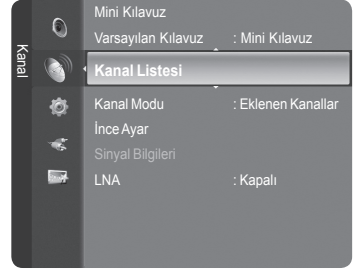 Kanal
Mini Kılavuz
Varsayılan Kılavuz : Mini Kılavuz
Kanal Listesi
Kanal Modu : Eklenen Kanallar
İnce Ayar
Sinyal Bilgileri
LNA : Kapalı